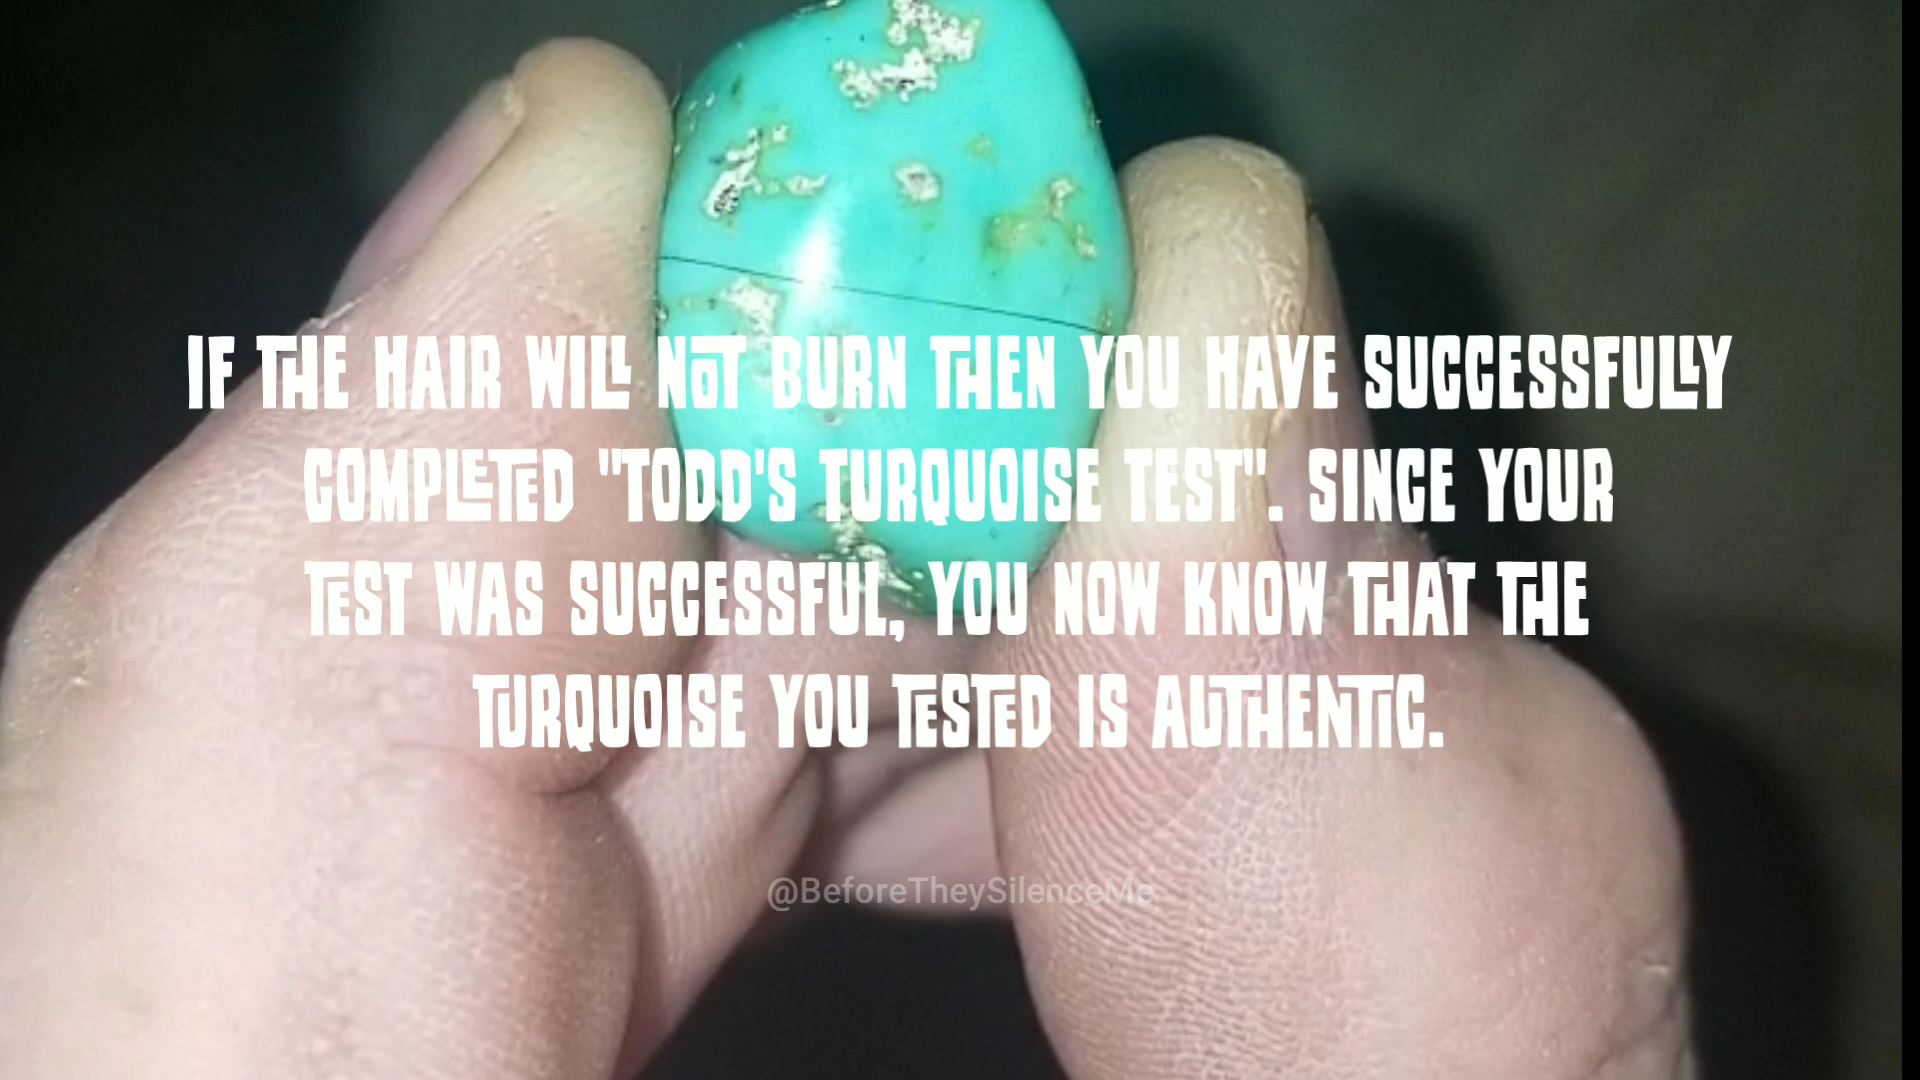 IF THE HAIR WILL NOT BURN THEN YOU HAVE SUCCESSFULLY
COMPLETED "TODD'S TURQUOISE TEST". SINCE YOUR
TEST WAS SUCCESSFUL, YOU NOW KNOW THAT THE
TURQUOISE YOU TESTED IS AUTHENTIC.
@BeforeTheySilenceMe